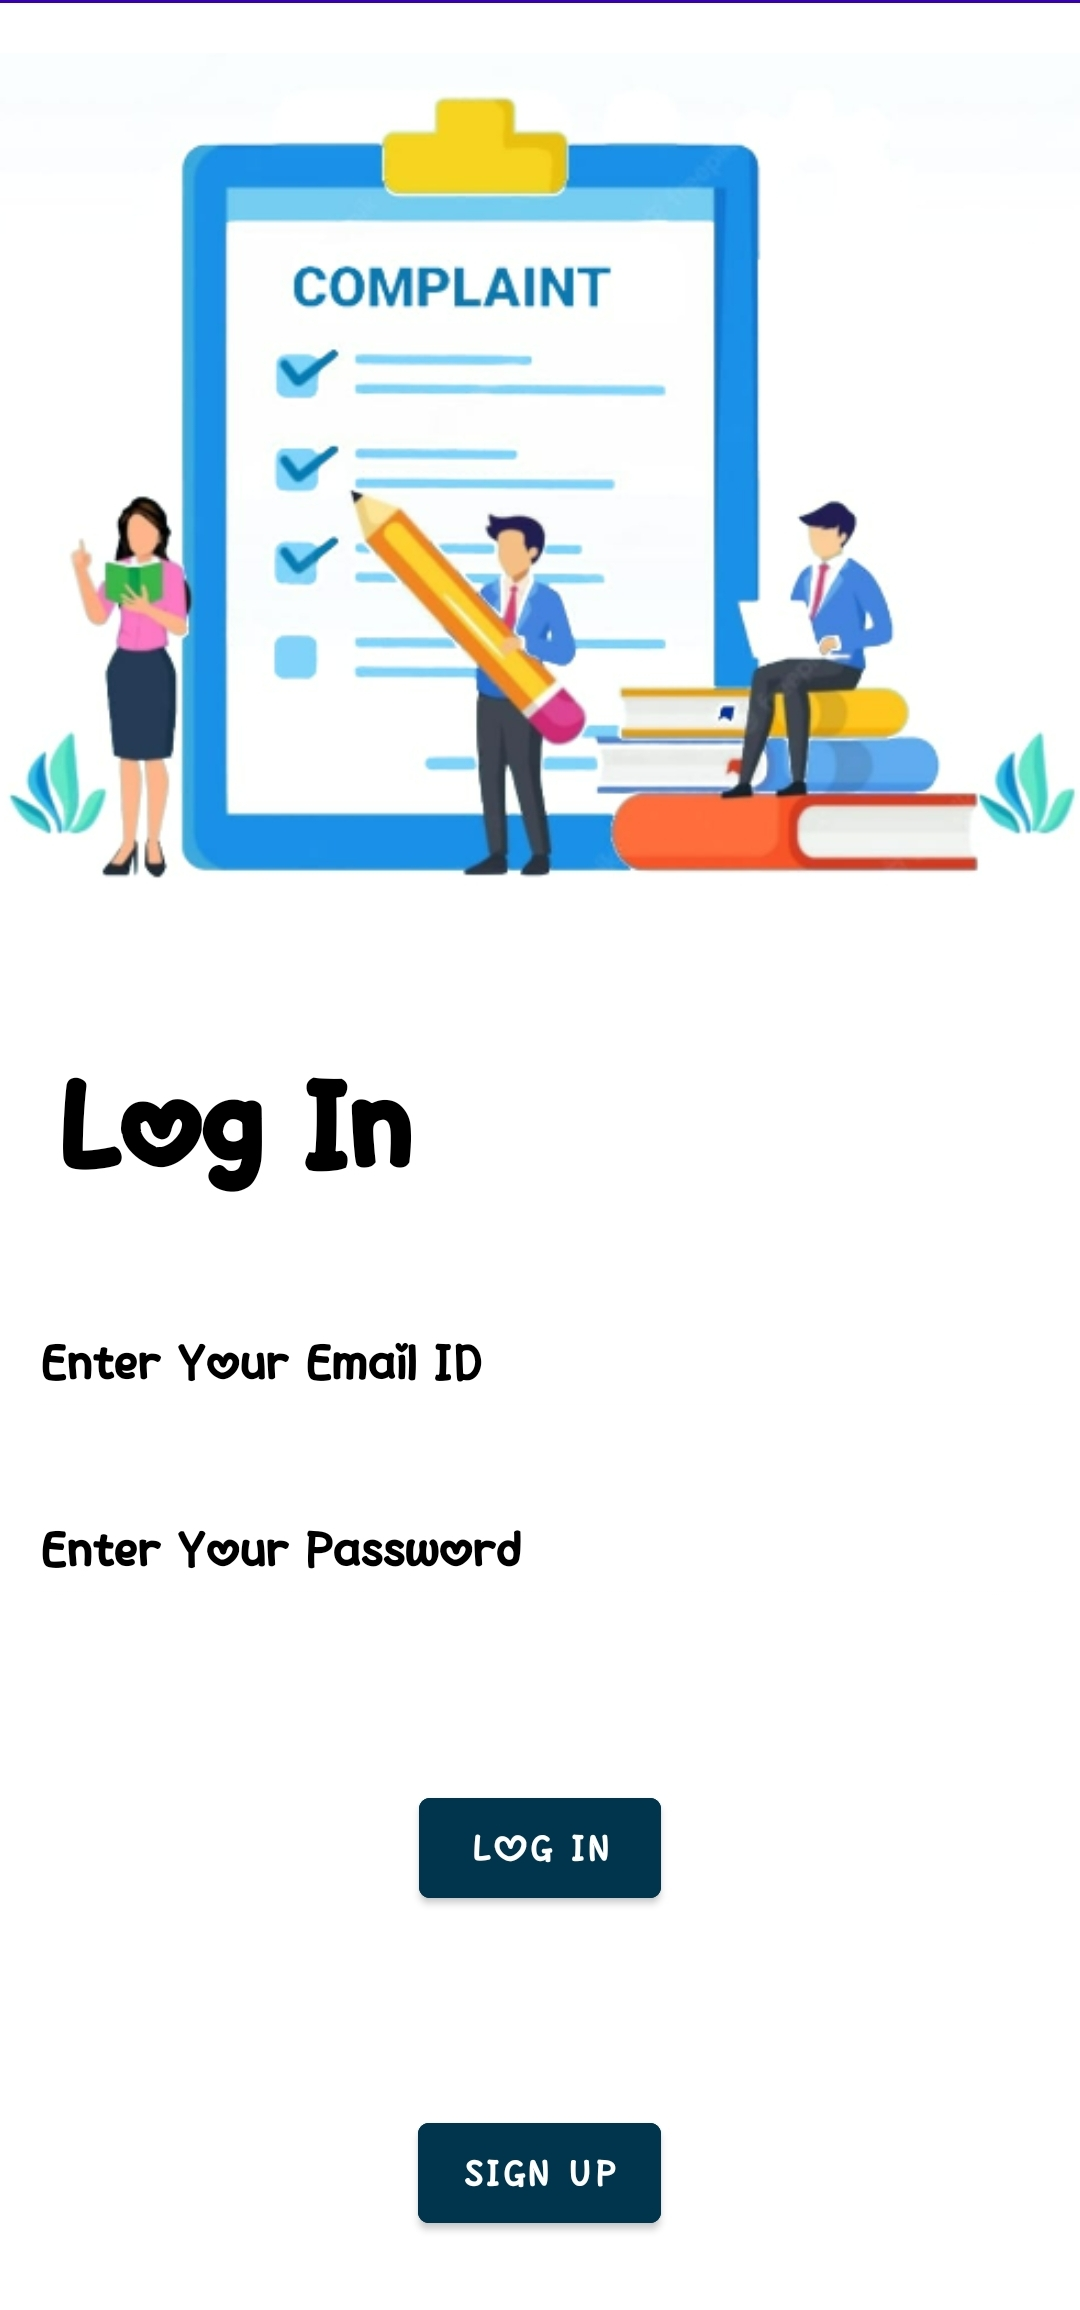 COMPLAINT
Log In
Enter Your Email ID
Enter Your Password
LOG IN
SIGN UP